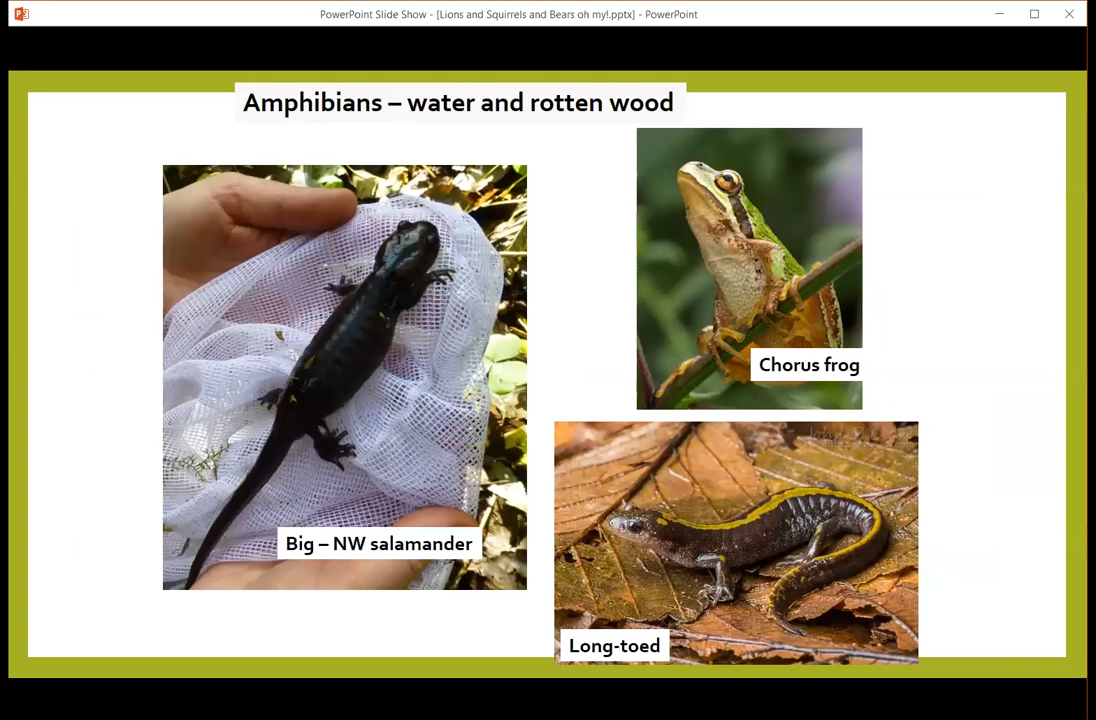 PowerPoint Slide Show - [Lions and Squirrels and Bears oh my!.pptx] - PowerPoint
Amphibians – water and rotten wood
Chorus frog
Big – NW salamander
Long-toed